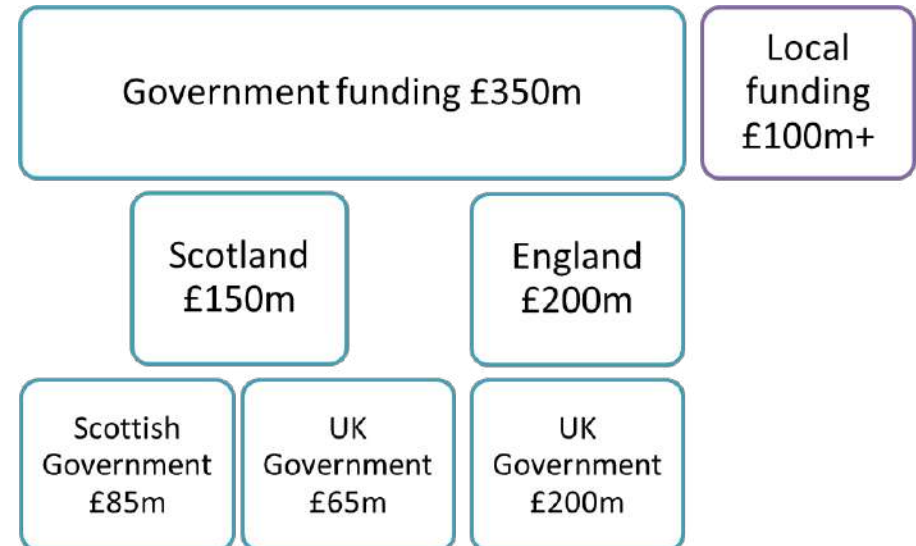 Government funding £350m
Local
funding
£100m+
Scotland
£150m
England
£200m
Scottish
Government
£85m
UK
Government
£65m
UK
Government
£200m